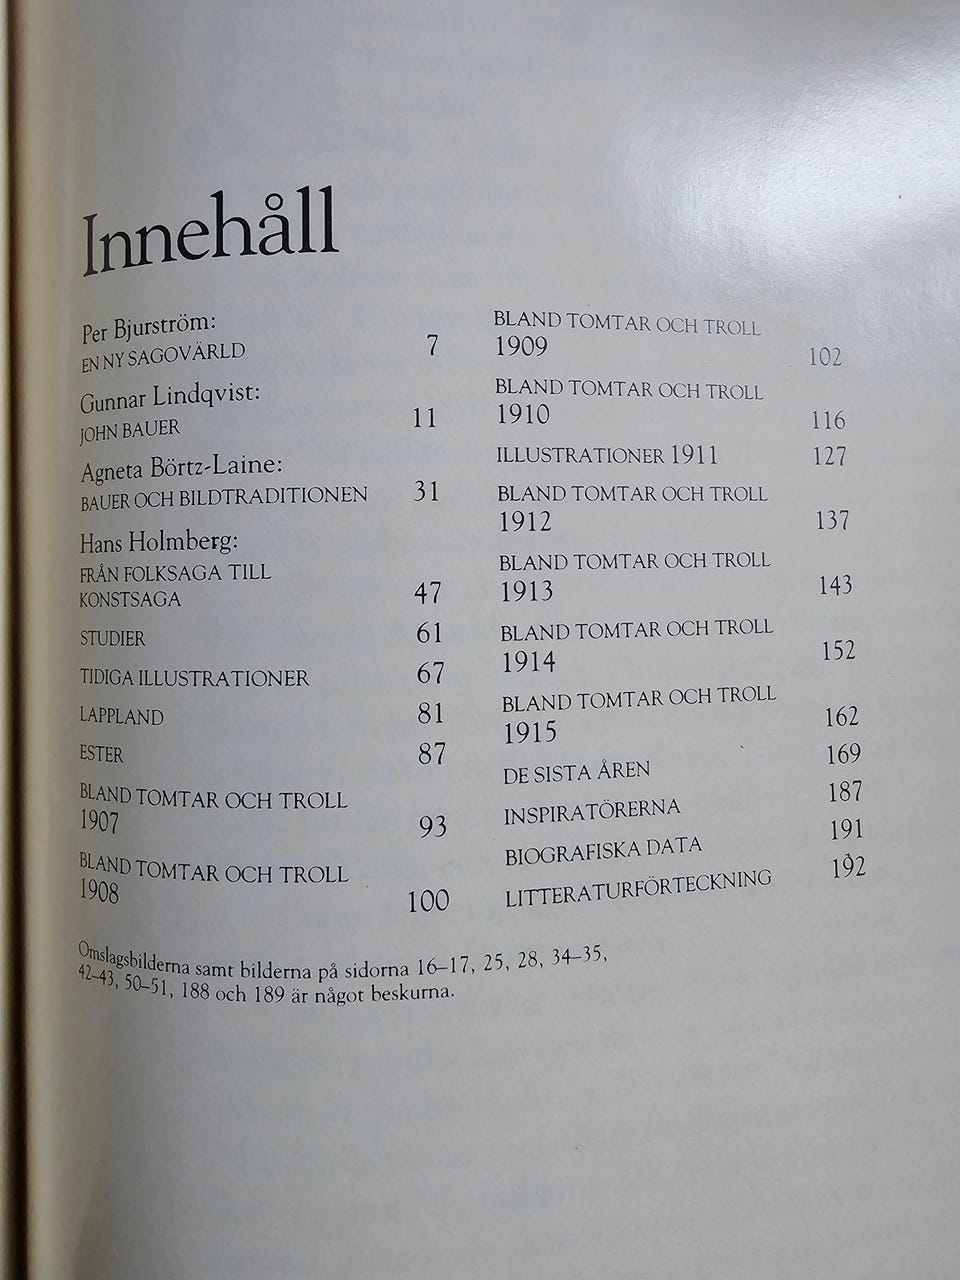 Innehåll
Per Bjurström:
EN NY SAGOVÄRLD 7
Gunnar Lindqvist:
JOHN BAUER 11
Agneta Börtz-Laine:
BAUER OCH BILDTRADITIONEN 31
Hans Holmberg:
FRÅN FOLKSAGA TILL
KONSTSAGA 47
STUDIER 61
TIDIGA ILLUSTRATIONER 67
LAPPLAND 81
ESTER 87
BLAND TOMTAR OCH TROLL
1907 93
BLAND TOMTAR OCH TROLL
1908 100
BLAND TOMTAR OCH TROLL
1909 102
BLAND TOMTAR OCH TROLL
1910 116
ILLUSTRATIONER 1911 127
BLAND TOMTAR OCH TROLL
1912 137
BLAND TOMTAR OCH TROLL
1913 143
BLAND TOMTAR OCH TROLL
1914 152
BLAND TOMTAR OCH TROLL
1915 162
DE SISTA ÅREN 169
INSPIRATÖRERNA 187
BIOGRAFISKA DATA 191
LITTERATURFÖRTECKNING 192
Omslagsbilderna samt bilderna på sidorna 16–17, 25, 28, 34–35,
42–43, 50–51, 188 och 189 är något beskurna.